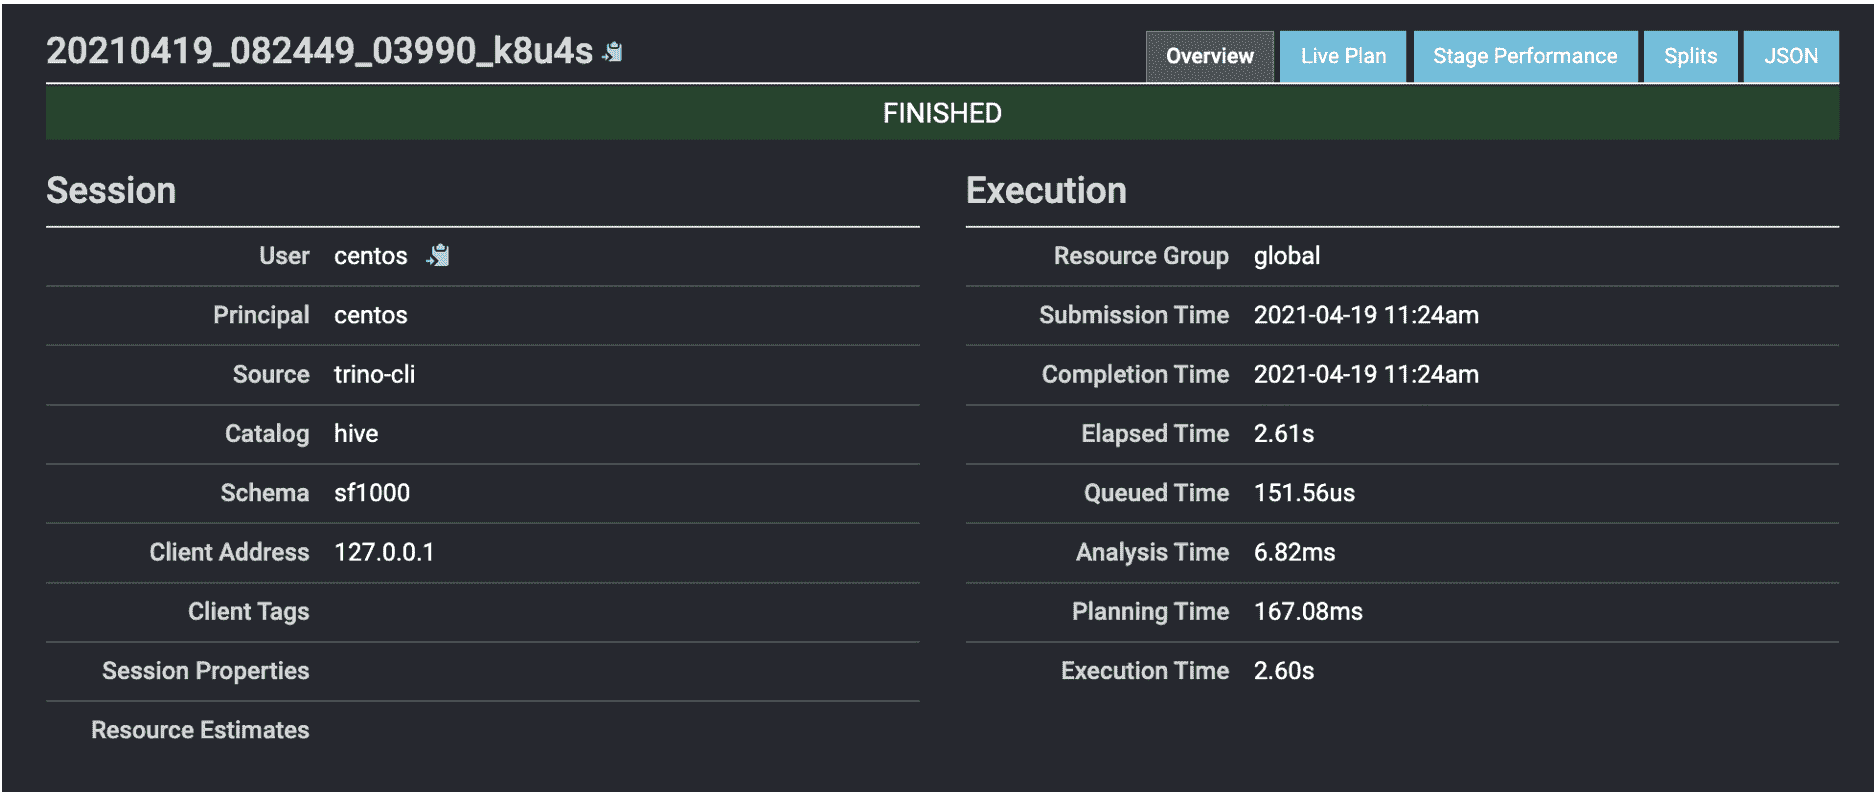 20210419_082449_03990_k8u4s
Overview Live Plan Stage Performance Splits JSON
FINISHED
Session
User centos
Principal centos
Source trino-cli
Catalog hive
Schema sf1000
Client Address 127.0.0.1
Client Tags
Session Properties
Resource Estimates
Execution
Resource Group global
Submission Time 2021-04-19 11:24am
Completion Time 2021-04-19 11:24am
Elapsed Time 2.61s
Queued Time 151.56us
Analysis Time 6.82ms
Planning Time 167.08ms
Execution Time 2.60s